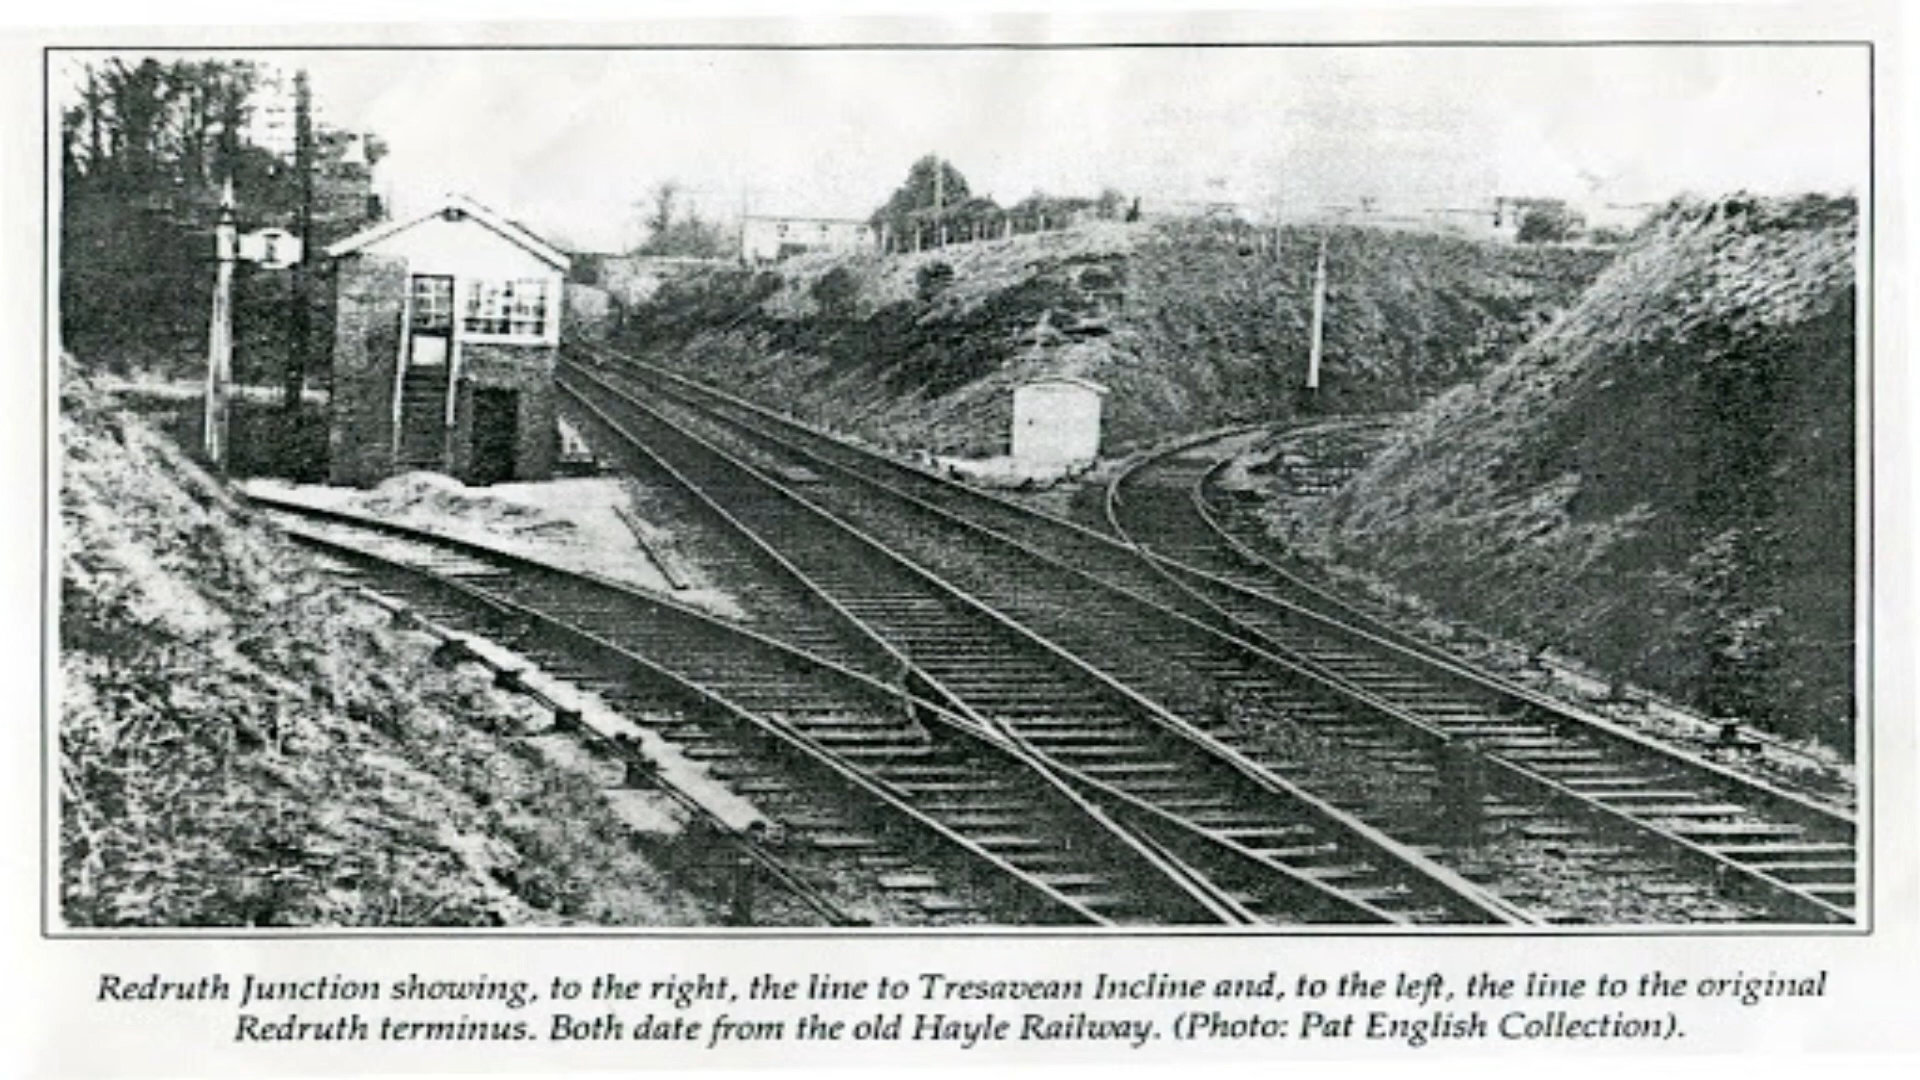 Redruth Junction showing, to the right, the line to Tresavean Incline and, to the left, the line to the original
Redruth terminus. Both date from the old Hayle Railway. (Photo: Pat English Collection).